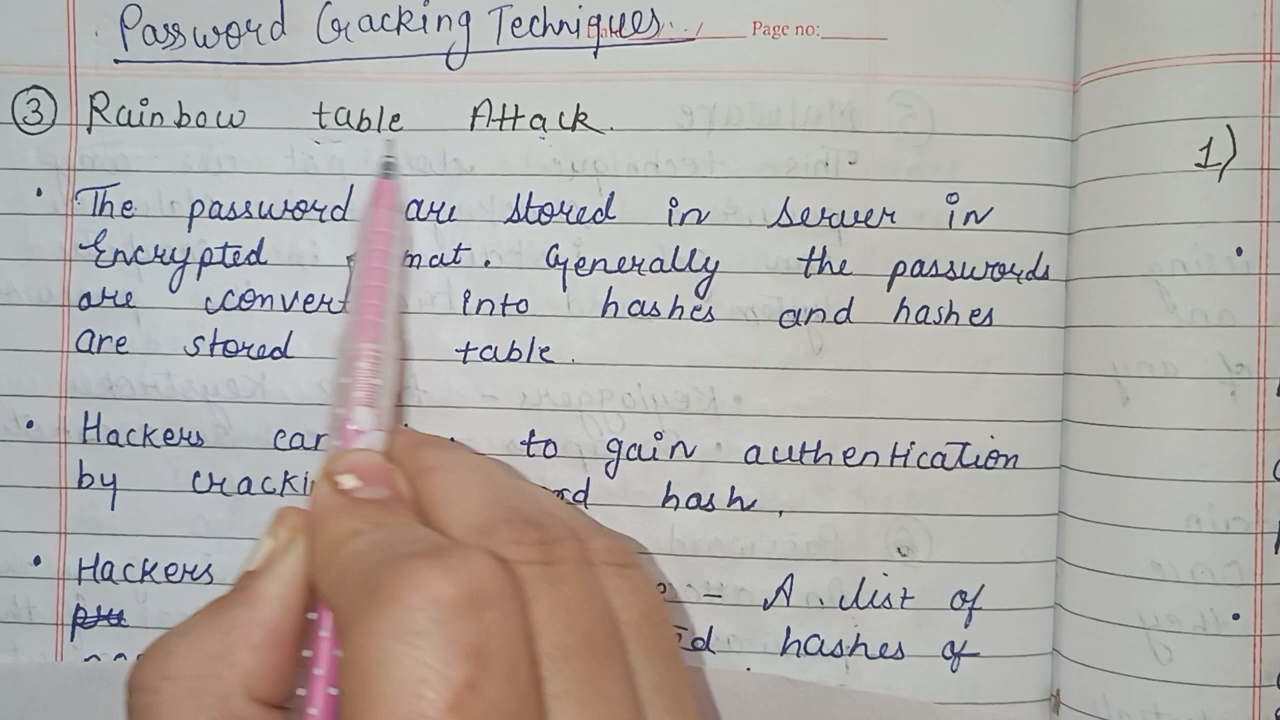 Password Cracking Techniques.
Page no:
③ Rainbow table Attack.
• The password are stored in server in
Encrypted mat. Generally the passwords
are convert into hashes and hashes
are stored table.
• Hackers to gain authentication
by hash.
• Hackers - A list of
hashes of
1)